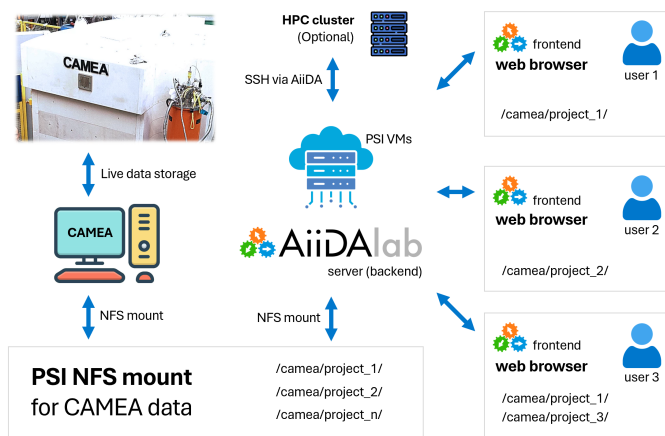 CAMEA
Live data storage
CAMEA
NFS mount
PSI NFS mount
for CAMEA data
HPC cluster
(Optional)
SSH via AiiDA
PSI VMs
AiiDAlab
server (backend)
NFS mount
/camea/project_1/
/camea/project_2/
/camea/project_n/
frontend
web browser
user 1
/camea/project_1/
frontend
web browser
user 2
/camea/project_2/
frontend
web browser
user 3
/camea/project_1/
/camea/project_3/